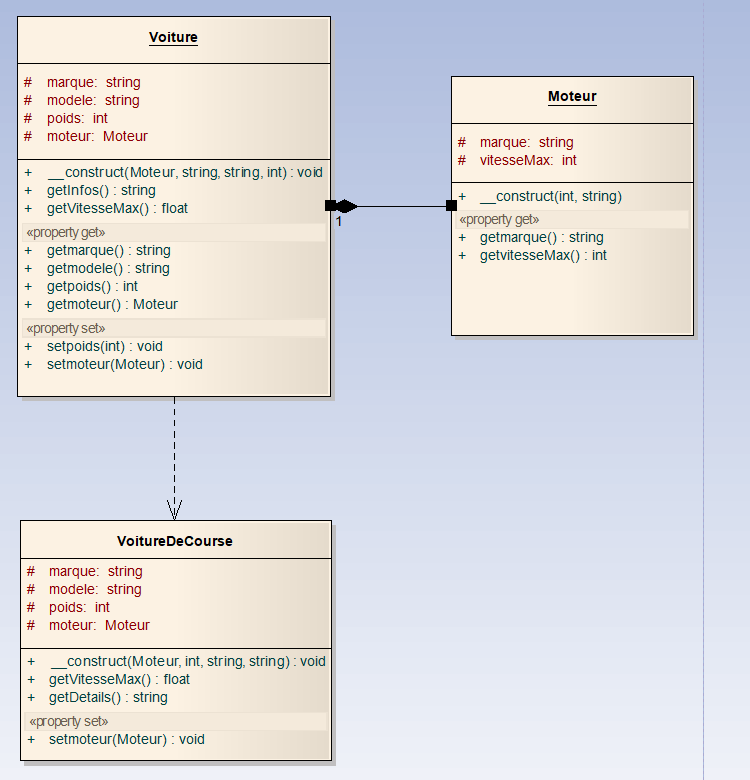 Voiture
# marque: string
# modele: string
# poids: int
# moteur: Moteur
+ __construct(Moteur, string, string, int) : void
+ getInfos() : string
+ getVitesseMax() : float
«property get»
+ getmarque() : string
+ getmodele() : string
+ getpoids() : int
+ getmoteur() : Moteur
«property set»
+ setpoids(int) : void
+ setmoteur(Moteur) : void
1
Moteur
# marque: string
# vitesseMax: int
+ __construct(int, string)
«property get»
+ getmarque() : string
+ getvitesseMax() : int
VoitureDeCourse
# marque: string
# modele: string
# poids: int
# moteur: Moteur
+ __construct(Moteur, int, string, string) : void
+ getVitesseMax() : float
+ getDetails() : string
«property set»
+ setmoteur(Moteur) : void